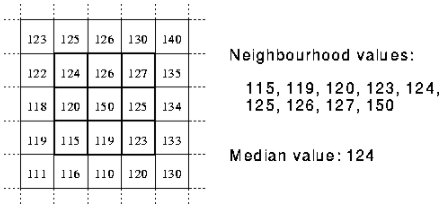 123 125 126 130 140
122 124 126 127 135
118 120 150 125 134
119 115 119 123 133
111 116 110 120 130
Neighbourhood values:
115, 119, 120, 123, 124,
125, 126, 127, 150
Median value: 124